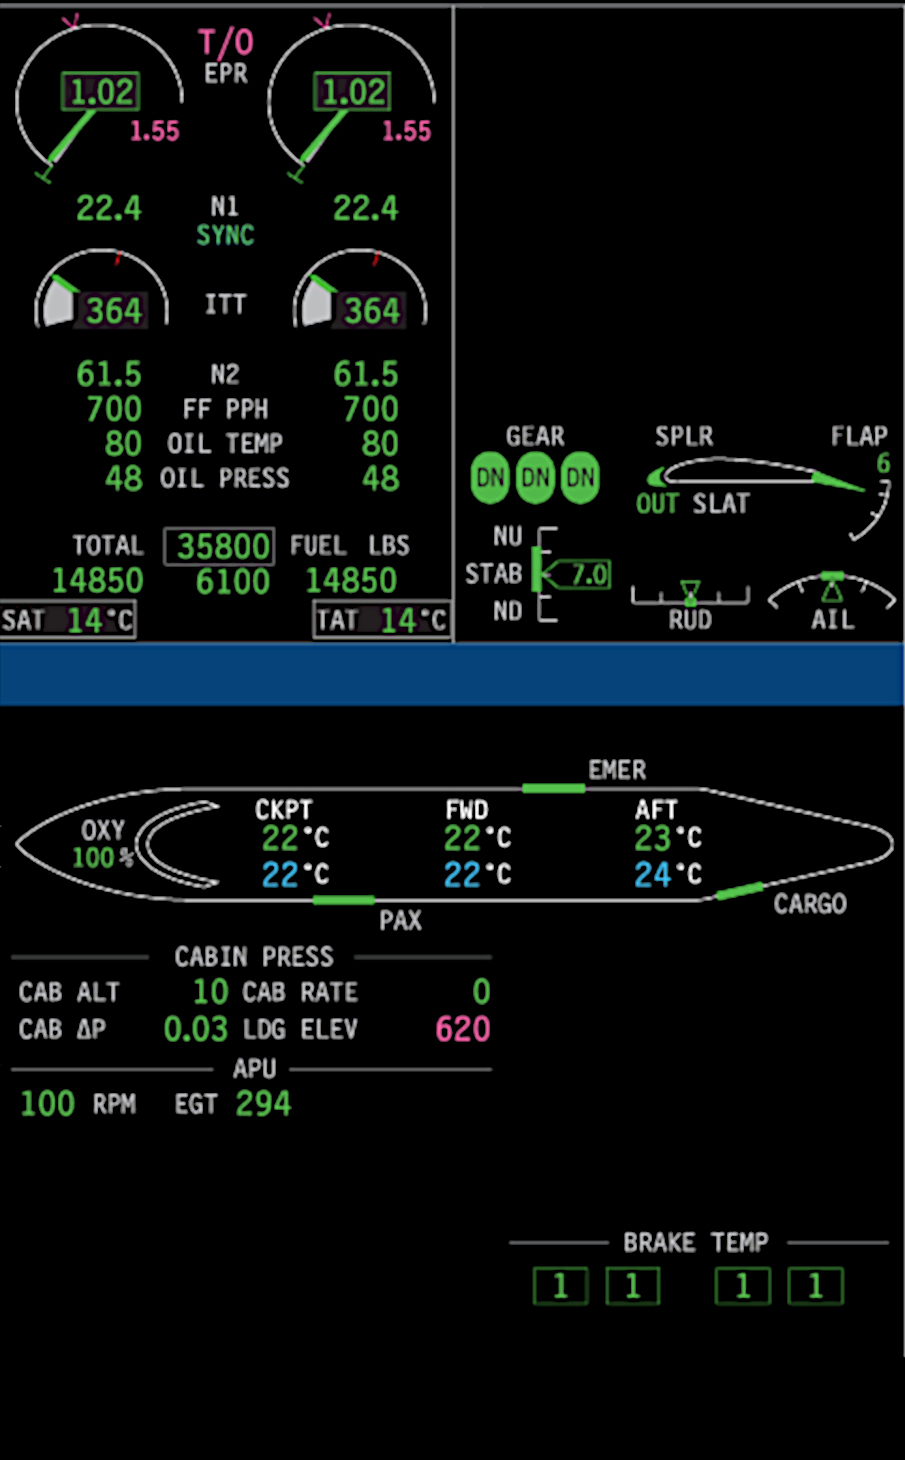 T/O
EPR
1.02 1.02
1.55 1.55
22.4 N1 22.4
SYNC
364 ITT 364
61.5 N2 61.5
700 FF PPH 700
80 OIL TEMP 80
48 OIL PRESS 48
TOTAL 35800 FUEL LBS
14850 6100 14850
SAT 14°C TAT 14°C
GEAR SPLR FLAP
6
DN DN DN
OUT SLAT
NU
STAB 7.0
ND
RUD AIL
EMER
CKPT FWD AFT
OXY 22°C 22°C 23°C
100% 22°C 22°C 24°C
PAX CARGO
CABIN PRESS
CAB ALT 10 CAB RATE 0
CAB ΔP 0.03 LDG ELEV 620
APU
100 RPM EGT 294
BRAKE TEMP
1 1 1 1